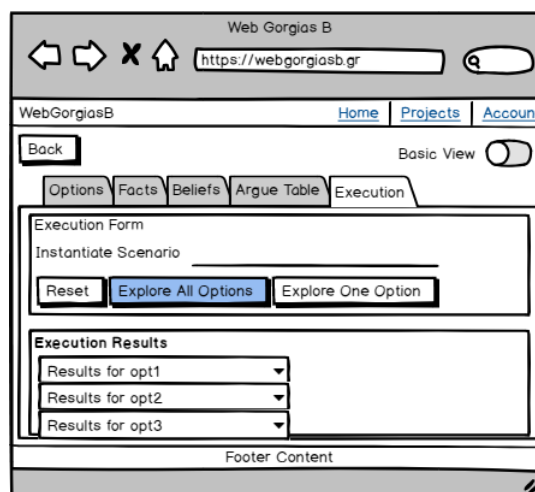 Web Gorgias B
https://webgorgiasb.gr
WebGorgiasB Home Projects Accoun
Back Basic View
Options Facts Beliefs Argue Table Execution
Execution Form
Instantiate Scenario
Reset Explore All Options Explore One Option
Execution Results
Results for opt1
Results for opt2
Results for opt3
Footer Content